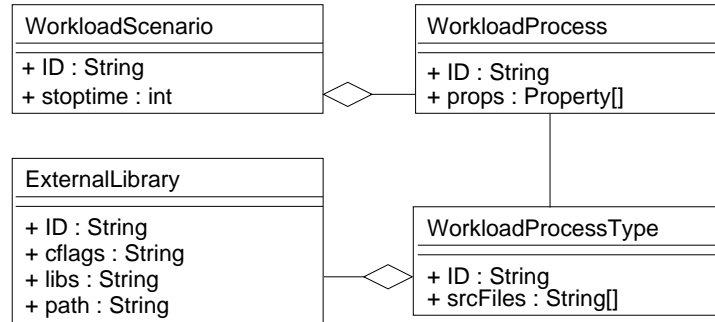 WorkloadScenario
+ ID : String
+ stoptime : int
WorkloadProcess
+ ID : String
+ props : Property[]
ExternalLibrary
+ ID : String
+ cflags : String
+ libs : String
+ path : String
WorkloadProcessType
+ ID : String
+ srcFiles : String[]